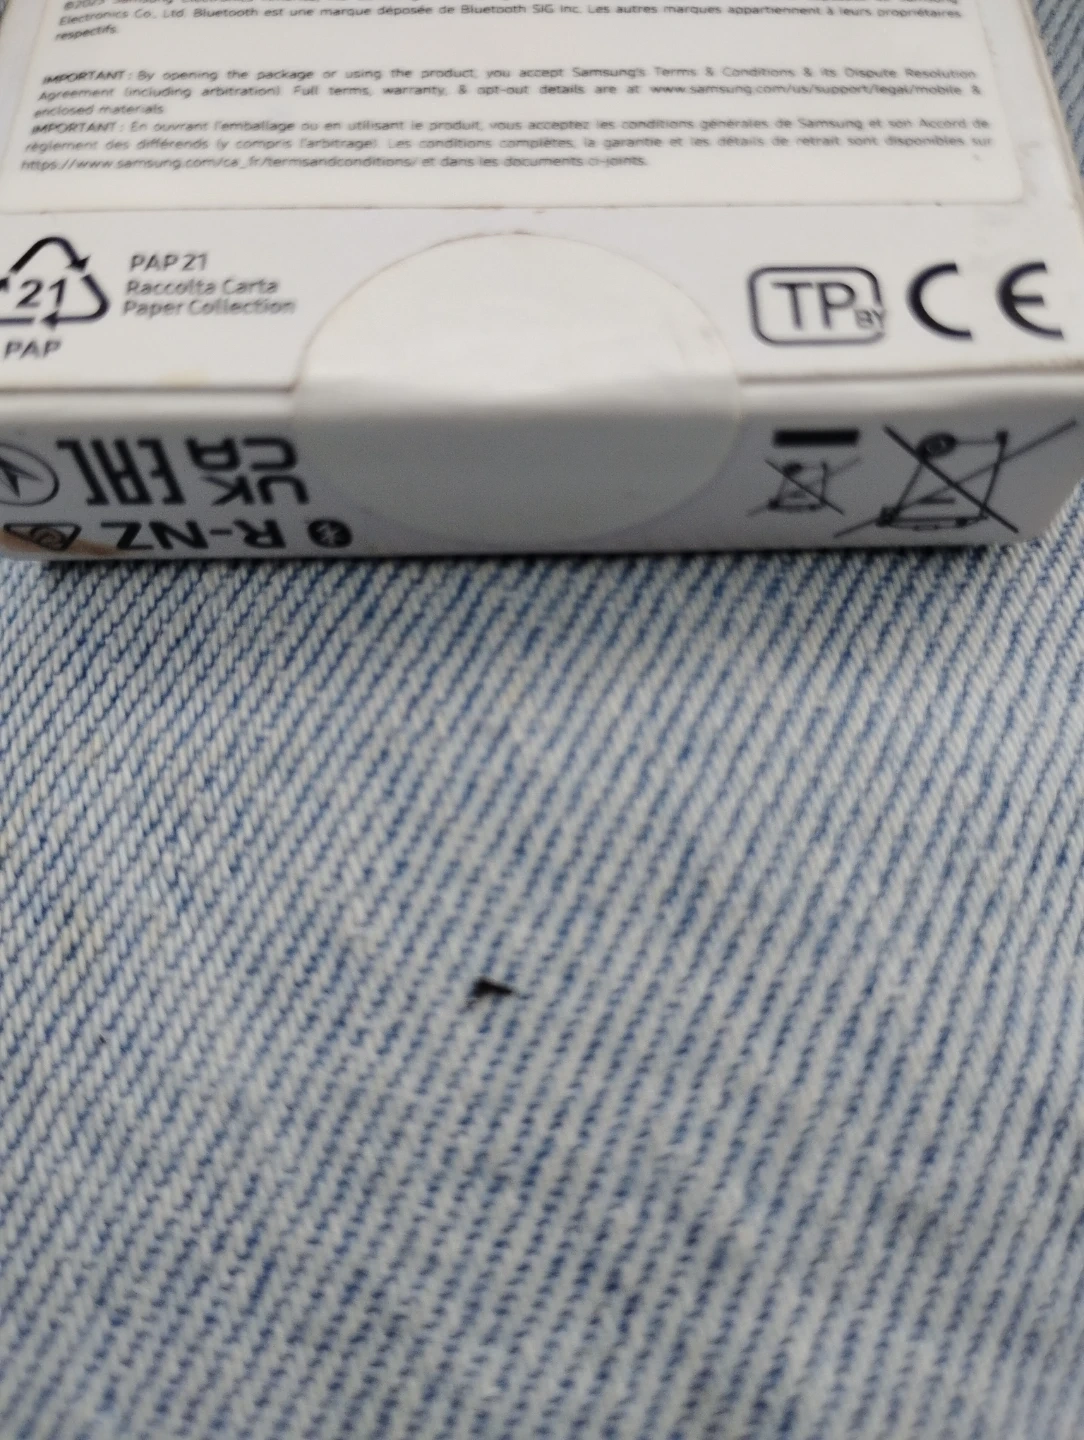 ©2025 Samsung Electronics
Electronics Co., Ltd. Bluetooth est une marque déposée de Bluetooth SIG Inc. Les autres marques appartiennent à leurs propriétaires
respectifs.
IMPORTANT : By opening the package or using the product, you accept Samsung's Terms & Conditions & its Dispute Resolution
Agreement (including arbitration). Full terms, warranty, & opt-out details are at www.samsung.com/us/support/legal/mobile &
enclosed materials
IMPORTANT : En ouvrant l'emballage ou en utilisant le produit, vous acceptez les conditions générales de Samsung et son Accord de
règlement des différends (y compris l'arbitrage). Les conditions complètes, la garantie et les détails de retrait sont disponibles sur
https://www.samsung.com/ca_fr/termsandconditions/ et dans les documents ci-joints.
21
PAP
PAP 21
Raccolta Carta
Paper Collection
TP BY
CE
R-NZ
UK
CA
EAC